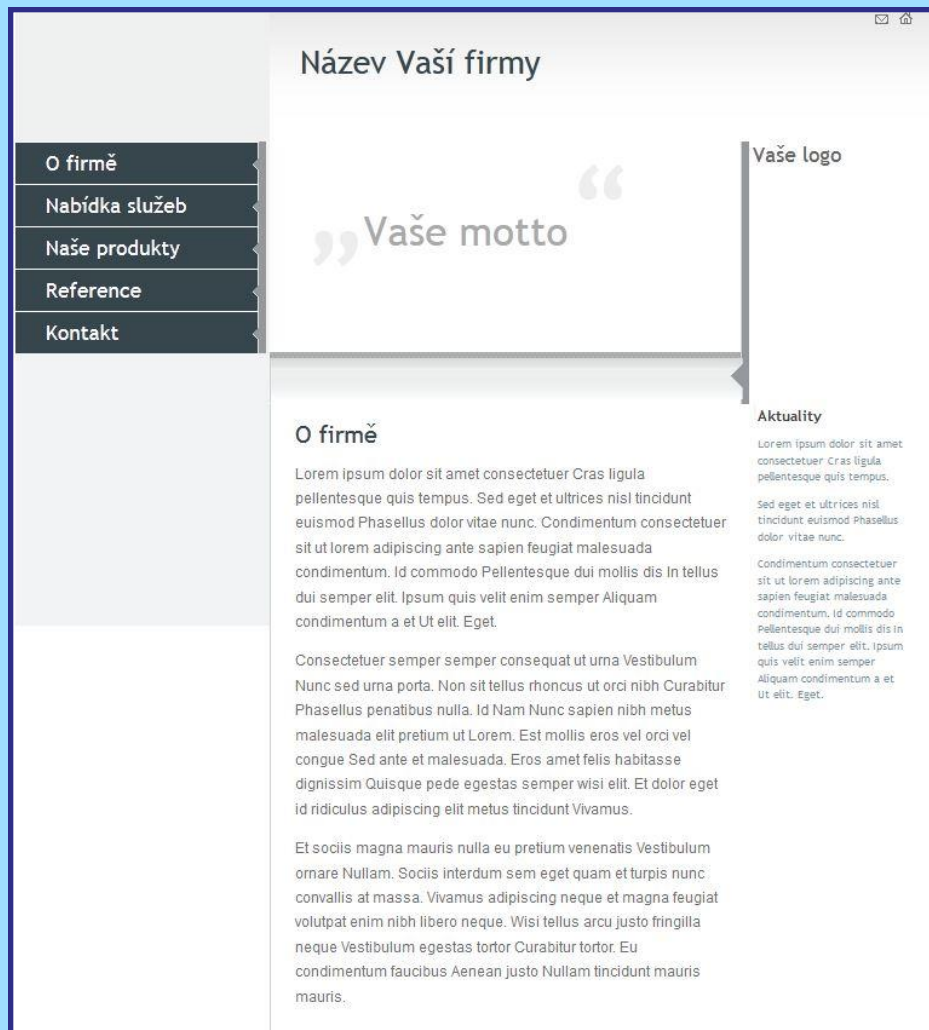 Název Vaší firmy
O firmě
Nabídka služeb
Naše produkty
Reference
Kontakt
„Vaše motto“
Vaše logo
O firmě
Lorem ipsum dolor sit amet consectetuer Cras ligula
pellentesque quis tempus. Sed eget et ultrices nisl tincidunt
euismod Phasellus dolor vitae nunc. Condimentum consectetuer
sit ut lorem adipiscing ante sapien feugiat malesuada
condimentum. Id commodo Pellentesque dui mollis dis In tellus
dui semper elit. Ipsum quis velit enim semper Aliquam
condimentum a et Ut elit. Eget.
Consectetuer semper semper consequat ut urna Vestibulum
Nunc sed urna porta. Non sit tellus rhoncus ut orci nibh Curabitur
Phasellus penatibus nulla. Id Nam Nunc sapien nibh metus
malesuada elit pretium ut Lorem. Est mollis eros vel orci vel
congue Sed ante et malesuada. Eros amet felis habitasse
dignissim Quisque pede egestas semper wisi elit. Et dolor eget
id ridiculus adipiscing elit metus tincidunt Vivamus.
Et sociis magna mauris nulla eu pretium venenatis Vestibulum
ornare Nullam. Sociis interdum sem eget quam et turpis nunc
convallis at massa. Vivamus adipiscing neque et magna feugiat
volutpat enim nibh libero neque. Wisi tellus arcu justo fringilla
neque Vestibulum egestas tortor Curabitur tortor. Eu
condimentum faucibus Aenean justo Nullam tincidunt mauris
mauris.
Aktuality
Lorem ipsum dolor sit amet
consectetuer Cras ligula
pellentesque quis tempus.
Sed eget et ultrices nisl
tincidunt euismod Phasellus
dolor vitae nunc.
Condimentum consectetuer
sit ut lorem adipiscing ante
sapien feugiat malesuada
condimentum. Id commodo
Pellentesque dui mollis dis In
tellus dui semper elit. Ipsum
quis velit enim semper
Aliquam condimentum a et
Ut elit. Eget.